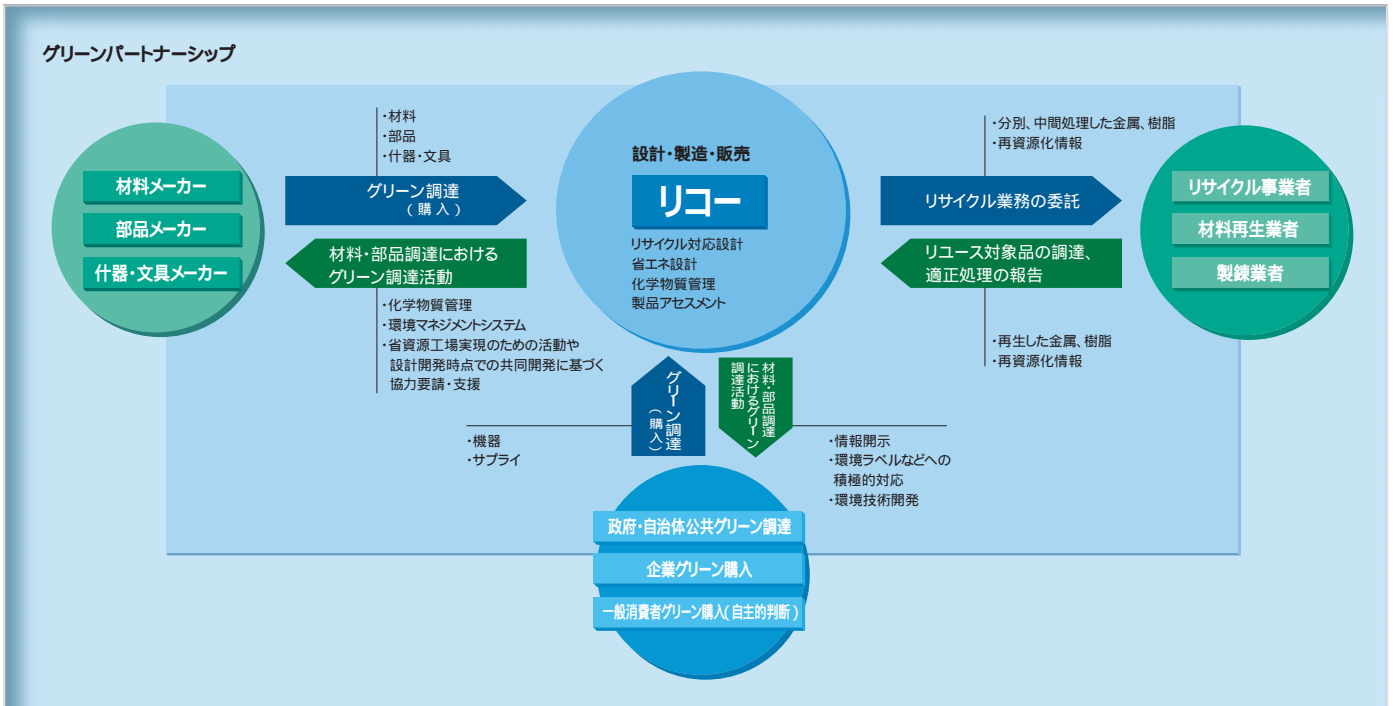 グリーンパートナーシップ
・材料
・部品
・什器・文具
材料メーカー
部品メーカー
什器・文具メーカー
グリーン調達
(購入)
材料・部品調達における
グリーン調達活動
・化学物質管理
・環境マネジメントシステム
・省資源工場実現のための活動や
設計開発時点での共同開発に基づく
協力要請・支援
設計・製造・販売
リコー
リサイクル対応設計
省エネ設計
化学物質管理
製品アセスメント
・分別、中間処理した金属、樹脂
・再資源化情報
リサイクル業務の委託
リユース対象品の調達、
適正処理の報告
・再生した金属、樹脂
・再資源化情報
リサイクル事業者
材料再生業者
製錬業者
グリーン調達
(購入)
材料・部品調達
におけるグリーン
調達活動
・機器
・サプライ
・情報開示
・環境ラベルなどへの
積極的対応
・環境技術開発
政府・自治体公共グリーン調達
企業グリーン購入
一般消費者グリーン購入(自主的判断)